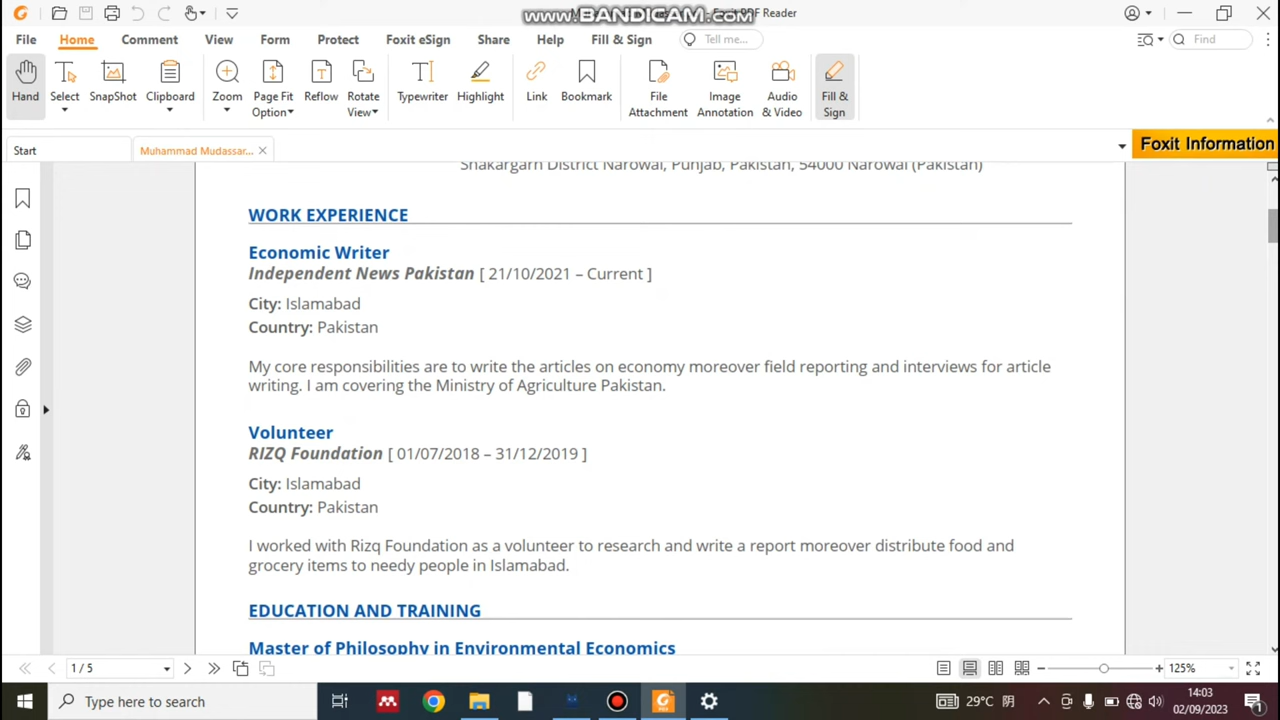 www.BANDICAM.com
Foxit PDF Reader
File Home Comment View Form Protect Foxit eSign Share Help Fill & Sign Tell me... Find
Hand Select SnapShot Clipboard Zoom Page Fit Option Reflow Rotate View Typewriter Highlight Link Bookmark File Attachment Image Annotation Audio & Video Fill & Sign
Start Muhammad Mudassar... Foxit Information
Shakargarh District Narowal, Punjab, Pakistan, 54000 Narowal (Pakistan)
WORK EXPERIENCE
Economic Writer
Independent News Pakistan [ 21/10/2021 – Current ]
City: Islamabad
Country: Pakistan
My core responsibilities are to write the articles on economy moreover field reporting and interviews for article
writing. I am covering the Ministry of Agriculture Pakistan.
Volunteer
RIZQ Foundation [ 01/07/2018 – 31/12/2019 ]
City: Islamabad
Country: Pakistan
I worked with Rizq Foundation as a volunteer to research and write a report moreover distribute food and
grocery items to needy people in Islamabad.
EDUCATION AND TRAINING
Master of Philosophy in Environmental Economics
1 / 5 125%
Type here to search 29°C 阴 14:03
02/09/2023 1